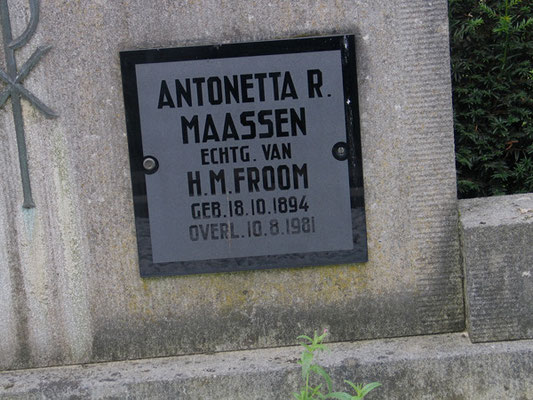 ANTONETTA R.
MAASSEN
ECHTG. VAN
H.M. FROOM
GEB. 18.10.1894
OVERL. 10.8.1981